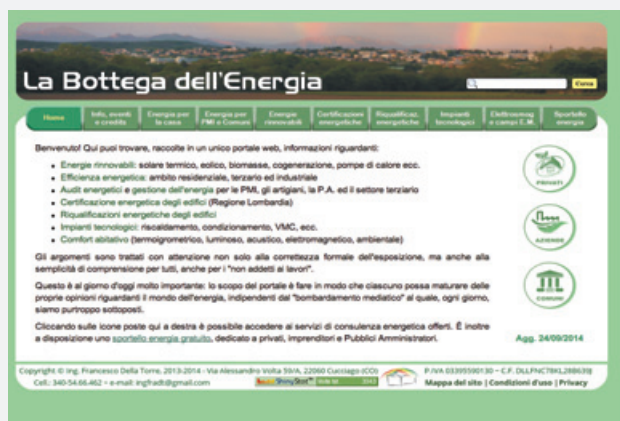 La Bottega dell'Energia
Cerca
Home
Info, eventi
e credits
Energia per
la casa
Energia per
PMI e Comuni
Energie
rinnovabili
Certificazioni
energetiche
Riqualificaz.
energetiche
Impianti
tecnologici
Elettrosmog
e campi E.M.
Sportello
energia
Benvenuto! Qui puoi trovare, raccolte in un unico portale web, informazioni riguardanti:
Energie rinnovabili: solare termico, eolico, biomasse, cogenerazione, pompe di calore ecc.
Efficienza energetica: ambito residenziale, terziario ed industriale
Audit energetici e gestione dell'energia per le PMI, gli artigiani, la P.A. ed il settore terziario
Certificazione energetica degli edifici (Regione Lombardia)
Riqualificazioni energetiche degli edifici
Impianti tecnologici: riscaldamento, condizionamento, VMC, ecc.
Comfort abitativo (termoigrometrico, luminoso, acustico, elettromagnetico, ambientale)
Gli argomenti sono trattati con attenzione non solo alla correttezza formale dell'esposizione, ma anche alla
semplicità di comprensione per tutti, anche per i "non addetti ai lavori".
Questo è al giorno d'oggi molto importante: lo scopo del portale è fare in modo che ciascuno possa maturare delle
proprie opinioni riguardanti il mondo dell'energia, indipendenti dal "bombardamento mediatico" al quale, ogni giorno,
siamo purtroppo sottoposti.
Cliccando sulle icone poste qui a destra è possibile accedere ai servizi di consulenza energetica offerti. È inoltre
a disposizione uno sportello energia gratuito, dedicato a privati, imprenditori e Pubblici Amministratori.
PRIVATI
AZIENDE
COMUNI
Agg. 24/09/2014
Copyright © Ing. Francesco Della Torre, 2013-2014 - Via Alessandro Volta 59/A, 22060 Cucciago (CO)
Cell.: 340-54.66.462 - e-mail: ingfradt@gmail.com
ShinyStat
P.IVA 03395590130 - C.F. DLLFNC78KL28B639J
Mappa del sito | Condizioni d'uso | Privacy